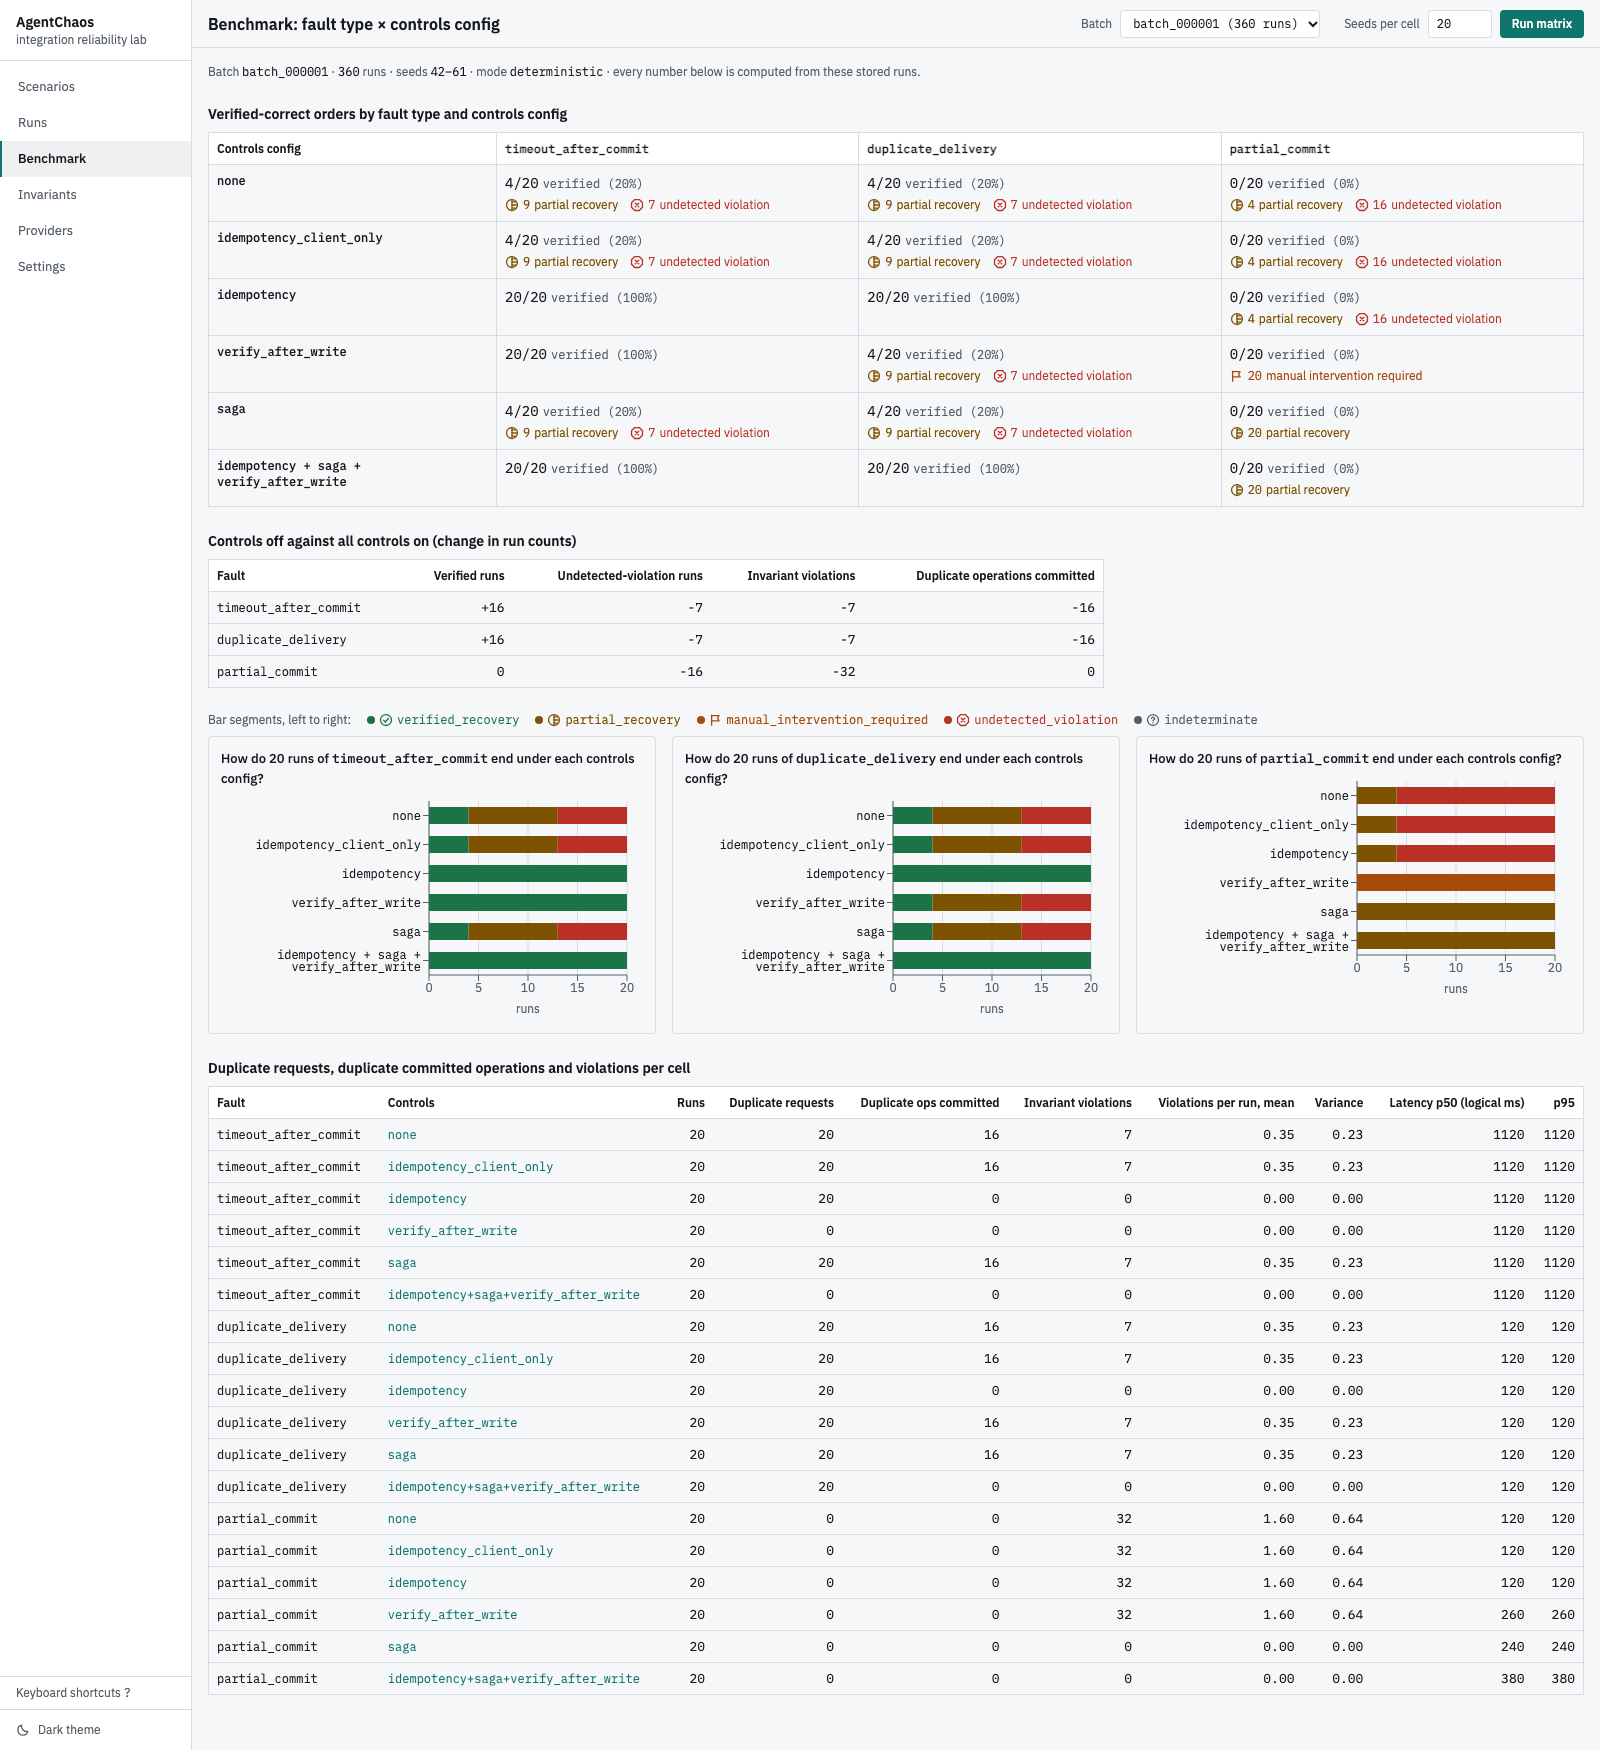 AgentChaos
integration reliability lab
Scenarios
Runs
Benchmark
Invariants
Providers
Settings
Keyboard shortcuts ?
Dark theme
Benchmark: fault type × controls config
Batch batch_000001 (360 runs) Seeds per cell 20 Run matrix
Batch batch_000001 · 360 runs · seeds 42–61 · mode deterministic · every number below is computed from these stored runs.
Verified-correct orders by fault type and controls config
Controls config timeout_after_commit duplicate_delivery partial_commit
none 4/20 verified (20%) 4/20 verified (20%) 0/20 verified (0%)
9 partial recovery 7 undetected violation 9 partial recovery 7 undetected violation 4 partial recovery 16 undetected violation
idempotency_client_only 4/20 verified (20%) 4/20 verified (20%) 0/20 verified (0%)
9 partial recovery 7 undetected violation 9 partial recovery 7 undetected violation 4 partial recovery 16 undetected violation
idempotency 20/20 verified (100%) 20/20 verified (100%) 0/20 verified (0%)
4 partial recovery 16 undetected violation
verify_after_write 20/20 verified (100%) 4/20 verified (20%) 0/20 verified (0%)
9 partial recovery 7 undetected violation 20 manual intervention required
saga 4/20 verified (20%) 4/20 verified (20%) 0/20 verified (0%)
9 partial recovery 7 undetected violation 9 partial recovery 7 undetected violation 20 partial recovery
idempotency + saga + 20/20 verified (100%) 20/20 verified (100%) 0/20 verified (0%)
verify_after_write 20 partial recovery
Controls off against all controls on (change in run counts)
Fault Verified runs Undetected-violation runs Invariant violations Duplicate operations committed
timeout_after_commit +16 -7 -7 -16
duplicate_delivery +16 -7 -7 -16
partial_commit 0 -16 -32 0
Bar segments, left to right: verified_recovery partial_recovery manual_intervention_required undetected_violation indeterminate
How do 20 runs of timeout_after_commit end under each controls
config?
none
idempotency_client_only
idempotency
verify_after_write
saga
idempotency + saga +
verify_after_write
0 5 10 15 20
runs
How do 20 runs of duplicate_delivery end under each controls
config?
none
idempotency_client_only
idempotency
verify_after_write
saga
idempotency + saga +
verify_after_write
0 5 10 15 20
runs
How do 20 runs of partial_commit end under each controls config?
none
idempotency_client_only
idempotency
verify_after_write
saga
idempotency + saga +
verify_after_write
0 5 10 15 20
runs
Duplicate requests, duplicate committed operations and violations per cell
Fault Controls Runs Duplicate requests Duplicate ops committed Invariant violations Violations per run, mean Variance Latency p50 (logical ms) p95
timeout_after_commit none 20 20 16 7 0.35 0.23 1120 1120
timeout_after_commit idempotency_client_only 20 20 16 7 0.35 0.23 1120 1120
timeout_after_commit idempotency 20 20 0 0 0.00 0.00 1120 1120
timeout_after_commit verify_after_write 20 0 0 0 0.00 0.00 1120 1120
timeout_after_commit saga 20 20 16 7 0.35 0.23 1120 1120
timeout_after_commit idempotency+saga+verify_after_write 20 0 0 0 0.00 0.00 1120 1120
duplicate_delivery none 20 20 16 7 0.35 0.23 120 120
duplicate_delivery idempotency_client_only 20 20 16 7 0.35 0.23 120 120
duplicate_delivery idempotency 20 20 0 0 0.00 0.00 120 120
duplicate_delivery verify_after_write 20 20 16 7 0.35 0.23 120 120
duplicate_delivery saga 20 20 16 7 0.35 0.23 120 120
duplicate_delivery idempotency+saga+verify_after_write 20 20 0 0 0.00 0.00 120 120
partial_commit none 20 0 0 32 1.60 0.64 120 120
partial_commit idempotency_client_only 20 0 0 32 1.60 0.64 120 120
partial_commit idempotency 20 0 0 32 1.60 0.64 120 120
partial_commit verify_after_write 20 0 0 32 1.60 0.64 260 260
partial_commit saga 20 0 0 0 0.00 0.00 240 240
partial_commit idempotency+saga+verify_after_write 20 0 0 0 0.00 0.00 380 380